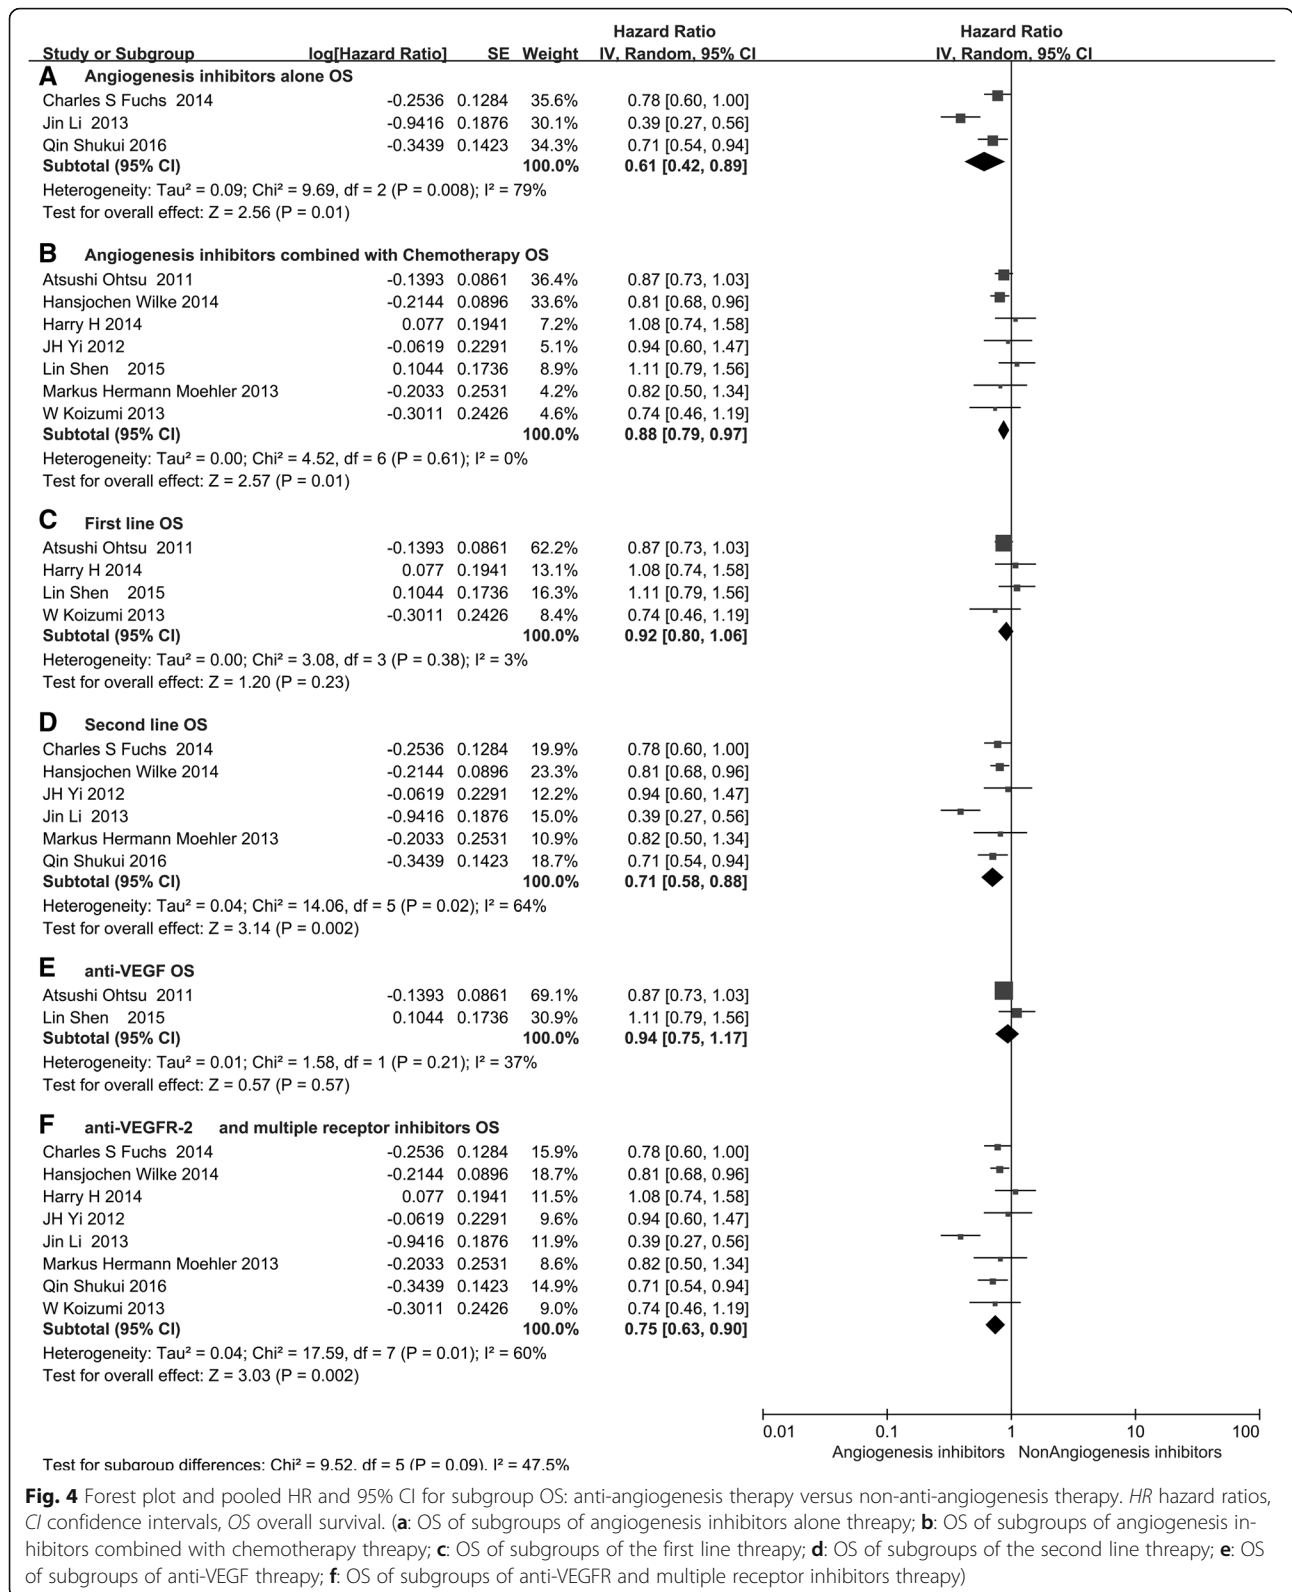 Hazard Ratio Hazard Ratio
Study or Subgroup log[Hazard Ratio] SE Weight IV, Random, 95% CI IV, Random, 95% CI
A Angiogenesis inhibitors alone OS
Charles S Fuchs 2014 -0.2536 0.1284 35.6% 0.78 [0.60, 1.00]
Jin Li 2013 -0.9416 0.1876 30.1% 0.39 [0.27, 0.56]
Qin Shukui 2016 -0.3439 0.1423 34.3% 0.71 [0.54, 0.94]
Subtotal (95% CI) 100.0% 0.61 [0.42, 0.89]
Heterogeneity: Tau² = 0.09; Chi² = 9.69, df = 2 (P = 0.008); I² = 79%
Test for overall effect: Z = 2.56 (P = 0.01)
B Angiogenesis inhibitors combined with Chemotherapy OS
Atsushi Ohtsu 2011 -0.1393 0.0861 36.4% 0.87 [0.73, 1.03]
Hansjochen Wilke 2014 -0.2144 0.0896 33.6% 0.81 [0.68, 0.96]
Harry H 2014 0.077 0.1941 7.2% 1.08 [0.74, 1.58]
JH Yi 2012 -0.0619 0.2291 5.1% 0.94 [0.60, 1.47]
Lin Shen 2015 0.1044 0.1736 8.9% 1.11 [0.79, 1.56]
Markus Hermann Moehler 2013 -0.2033 0.2531 4.2% 0.82 [0.50, 1.34]
W Koizumi 2013 -0.3011 0.2426 4.6% 0.74 [0.46, 1.19]
Subtotal (95% CI) 100.0% 0.88 [0.79, 0.97]
Heterogeneity: Tau² = 0.00; Chi² = 4.52, df = 6 (P = 0.61); I² = 0%
Test for overall effect: Z = 2.57 (P = 0.01)
C First line OS
Atsushi Ohtsu 2011 -0.1393 0.0861 62.2% 0.87 [0.73, 1.03]
Harry H 2014 0.077 0.1941 13.1% 1.08 [0.74, 1.58]
Lin Shen 2015 0.1044 0.1736 16.3% 1.11 [0.79, 1.56]
W Koizumi 2013 -0.3011 0.2426 8.4% 0.74 [0.46, 1.19]
Subtotal (95% CI) 100.0% 0.92 [0.80, 1.06]
Heterogeneity: Tau² = 0.00; Chi² = 3.08, df = 3 (P = 0.38); I² = 3%
Test for overall effect: Z = 1.20 (P = 0.23)
D Second line OS
Charles S Fuchs 2014 -0.2536 0.1284 19.9% 0.78 [0.60, 1.00]
Hansjochen Wilke 2014 -0.2144 0.0896 23.3% 0.81 [0.68, 0.96]
JH Yi 2012 -0.0619 0.2291 12.2% 0.94 [0.60, 1.47]
Jin Li 2013 -0.9416 0.1876 15.0% 0.39 [0.27, 0.56]
Markus Hermann Moehler 2013 -0.2033 0.2531 10.9% 0.82 [0.50, 1.34]
Qin Shukui 2016 -0.3439 0.1423 18.7% 0.71 [0.54, 0.94]
Subtotal (95% CI) 100.0% 0.71 [0.58, 0.88]
Heterogeneity: Tau² = 0.04; Chi² = 14.06, df = 5 (P = 0.02); I² = 64%
Test for overall effect: Z = 3.14 (P = 0.002)
E anti-VEGF OS
Atsushi Ohtsu 2011 -0.1393 0.0861 69.1% 0.87 [0.73, 1.03]
Lin Shen 2015 0.1044 0.1736 30.9% 1.11 [0.79, 1.56]
Subtotal (95% CI) 100.0% 0.94 [0.75, 1.17]
Heterogeneity: Tau² = 0.01; Chi² = 1.58, df = 1 (P = 0.21); I² = 37%
Test for overall effect: Z = 0.57 (P = 0.57)
F anti-VEGFR-2 and multiple receptor inhibitors OS
Charles S Fuchs 2014 -0.2536 0.1284 15.9% 0.78 [0.60, 1.00]
Hansjochen Wilke 2014 -0.2144 0.0896 18.7% 0.81 [0.68, 0.96]
Harry H 2014 0.077 0.1941 11.5% 1.08 [0.74, 1.58]
JH Yi 2012 -0.0619 0.2291 9.6% 0.94 [0.60, 1.47]
Jin Li 2013 -0.9416 0.1876 11.9% 0.39 [0.27, 0.56]
Markus Hermann Moehler 2013 -0.2033 0.2531 8.6% 0.82 [0.50, 1.34]
Qin Shukui 2016 -0.3439 0.1423 14.9% 0.71 [0.54, 0.94]
W Koizumi 2013 -0.3011 0.2426 9.0% 0.74 [0.46, 1.19]
Subtotal (95% CI) 100.0% 0.75 [0.63, 0.90]
Heterogeneity: Tau² = 0.04; Chi² = 17.59, df = 7 (P = 0.01); I² = 60%
Test for overall effect: Z = 3.03 (P = 0.002)
0.01 0.1 1 10 100
Angiogenesis inhibitors NonAngiogenesis inhibitors
Test for subgroup differences: Chi² = 9.52, df = 5 (P = 0.09), I² = 47.5%
Fig. 4 Forest plot and pooled HR and 95% CI for subgroup OS: anti-angiogenesis therapy versus non-anti-angiogenesis therapy. HR hazard ratios,
CI confidence intervals, OS overall survival. (a: OS of subgroups of angiogenesis inhibitors alone threapy; b: OS of subgroups of angiogenesis in-
hibitors combined with chemotherapy threapy; c: OS of subgroups of the first line threapy; d: OS of subgroups of the second line threapy; e: OS
of subgroups of anti-VEGF threapy; f: OS of subgroups of anti-VEGFR and multiple receptor inhibitors threapy)